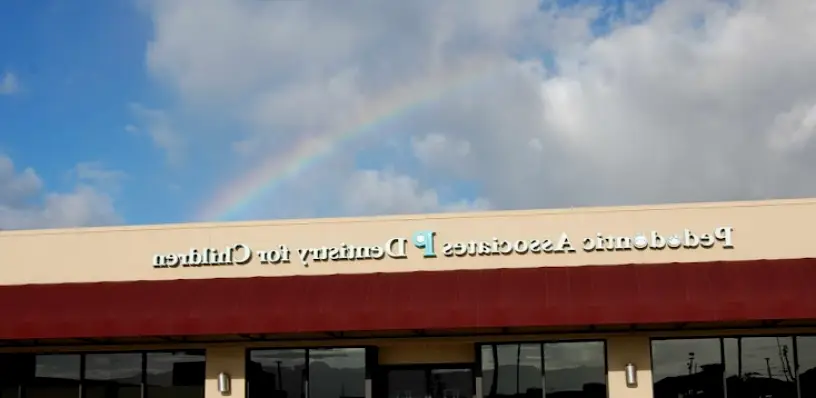 Pedodontic Associates P Dentistry for Children